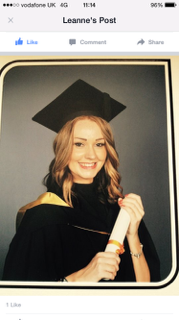 vodafone UK 4G 11:14 96%
Leanne's Post
Like Comment Share
1 Like